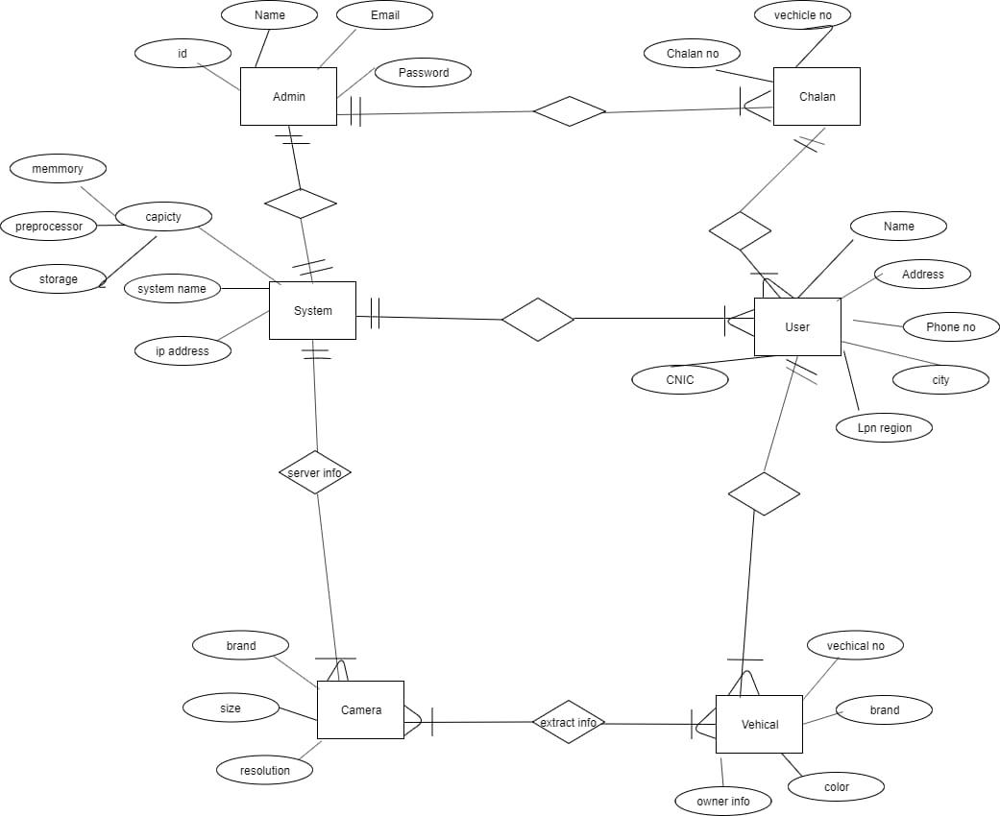 Name
Email
vechicle no
id
Chalan no
Password
Admin
Chalan
memmory
capicty
preprocessor
Name
storage
system name
Address
System
User
Phone no
ip address
CNIC
city
Lpn region
server info
brand
vechical no
size
Camera
brand
extract info
Vehical
resolution
color
owner info